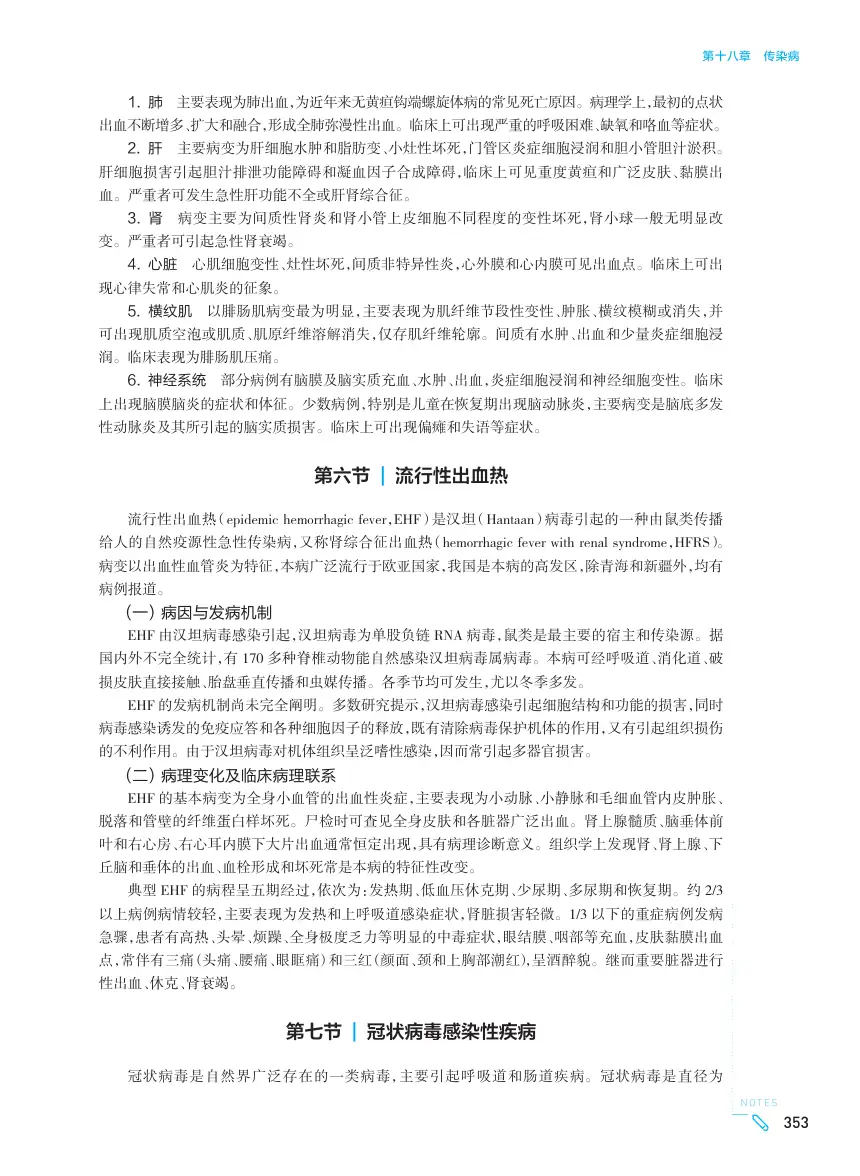 第十八章 传染病
1. 肺 主要表现为肺出血,为近年来无黄疸钩端螺旋体病的常见死亡原因。病理学上,最初的点状
出血不断增多、扩大和融合,形成全肺弥漫性出血。临床上可出现严重的呼吸困难、缺氧和咯血等症状。
2. 肝 主要病变为肝细胞水肿和脂肪变、小灶性坏死,门管区炎症细胞浸润和胆小管胆汁淤积。
肝细胞损害引起胆汁排泄功能障碍和凝血因子合成障碍,临床上可见重度黄疸和广泛皮肤、黏膜出
血。严重者可发生急性肝功能不全或肝肾综合征。
3. 肾 病变主要为间质性肾炎和肾小管上皮细胞不同程度的变性坏死,肾小球一般无明显改
变。严重者可引起急性肾衰竭。
4. 心脏 心肌细胞变性、灶性坏死,间质非特异性炎,心外膜和心内膜可见出血点。临床上可出
现心律失常和心肌炎的征象。
5. 横纹肌 以腓肠肌病变最为明显,主要表现为肌纤维节段性变性、肿胀、横纹模糊或消失,并
可出现肌质空泡或肌质、肌原纤维溶解消失,仅存肌纤维轮廓。间质有水肿、出血和少量炎症细胞浸
润。临床表现为腓肠肌压痛。
6. 神经系统 部分病例有脑膜及脑实质充血、水肿、出血,炎症细胞浸润和神经细胞变性。临床
上出现脑膜脑炎的症状和体征。少数病例,特别是儿童在恢复期出现脑动脉炎,主要病变是脑底多发
性动脉炎及其所引起的脑实质损害。临床上可出现偏瘫和失语等症状。
第六节 | 流行性出血热
流行性出血热(epidemic hemorrhagic fever,EHF)是汉坦(Hantaan)病毒引起的一种由鼠类传播
给人的自然疫源性急性传染病,又称肾综合征出血热(hemorrhagic fever with renal syndrome,HFRS)。
病变以出血性血管炎为特征,本病广泛流行于欧亚国家,我国是本病的高发区,除青海和新疆外,均有
病例报道。
(一)病因与发病机制
EHF 由汉坦病毒感染引起,汉坦病毒为单股负链 RNA 病毒,鼠类是最主要的宿主和传染源。据
国内外不完全统计,有 170 多种脊椎动物能自然感染汉坦病毒属病毒。本病可经呼吸道、消化道、破
损皮肤直接接触、胎盘垂直传播和虫媒传播。各季节均可发生,尤以冬季多发。
EHF 的发病机制尚未完全阐明。多数研究提示,汉坦病毒感染引起细胞结构和功能的损害,同时
病毒感染诱发的免疫应答和各种细胞因子的释放,既有清除病毒保护机体的作用,又有引起组织损伤
的不利作用。由于汉坦病毒对机体组织呈泛嗜性感染,因而常引起多器官损害。
(二)病理变化及临床病理联系
EHF 的基本病变为全身小血管的出血性炎症,主要表现为小动脉、小静脉和毛细血管内皮肿胀、
脱落和管壁的纤维蛋白样坏死。尸检时可查见全身皮肤和各脏器广泛出血。肾上腺髓质、脑垂体前
叶和右心房、右心耳内膜下大片出血通常恒定出现,具有病理诊断意义。组织学上发现肾、肾上腺、下
丘脑和垂体的出血、血栓形成和坏死常是本病的特征性改变。
典型 EHF 的病程呈五期经过,依次为:发热期、低血压休克期、少尿期、多尿期和恢复期。约 2/3
以上病例病情较轻,主要表现为发热和上呼吸道感染症状,肾脏损害轻微。1/3 以下的重症病例发病
急骤,患者有高热、头晕、烦躁、全身极度乏力等明显的中毒症状,眼结膜、咽部等充血,皮肤黏膜出血
点,常伴有三痛(头痛、腰痛、眼眶痛)和三红(颜面、颈和上胸部潮红),呈酒醉貌。继而重要脏器进行
性出血、休克、肾衰竭。
第七节 | 冠状病毒感染性疾病
冠状病毒是自然界广泛存在的一类病毒,主要引起呼吸道和肠道疾病。冠状病毒是直径为
NOTES
353